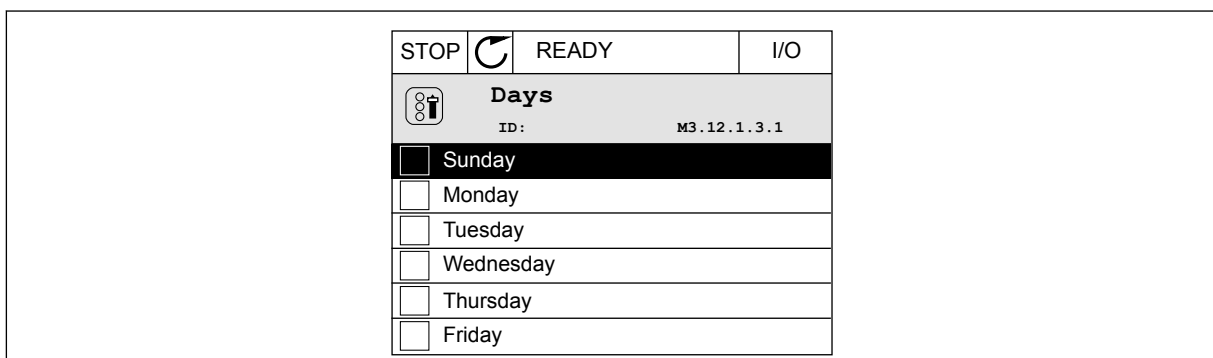 STOP READY I/O
Days
ID: M3.12.1.3.1
Sunday
Monday
Tuesday
Wednesday
Thursday
Friday